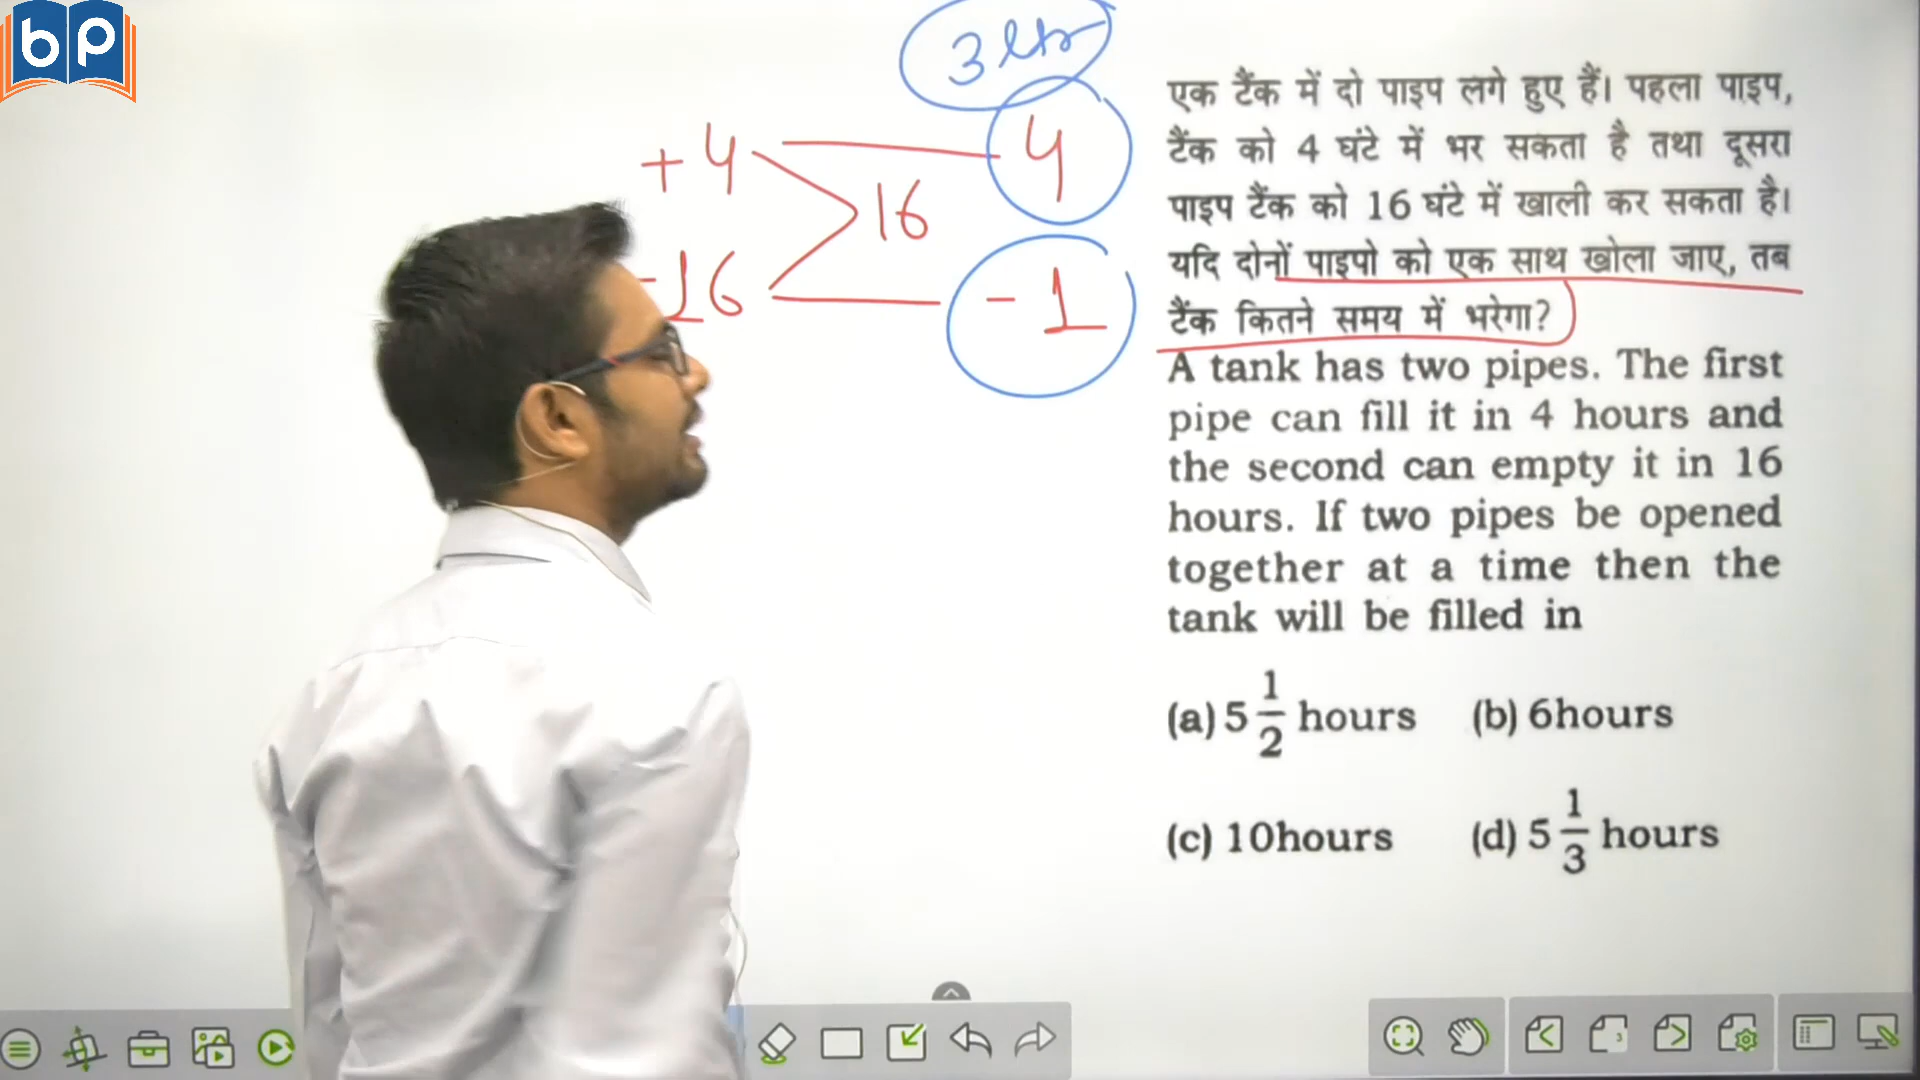 bp
3 ltr
+4
4
16
-16
-1
एक टैंक में दो पाइप लगे हुए हैं। पहला पाइप,
टैंक को 4 घंटे में भर सकता है तथा दूसरा
पाइप टैंक को 16 घंटे में खाली कर सकता है।
यदि दोनों पाइपो को एक साथ खोला जाए, तब
टैंक कितने समय में भरेगा?
A tank has two pipes. The first
pipe can fill it in 4 hours and
the second can empty it in 16
hours. If two pipes be opened
together at a time then the
tank will be filled in
(a) 5 1/2 hours (b) 6hours
(c) 10hours (d) 5 1/3 hours
3